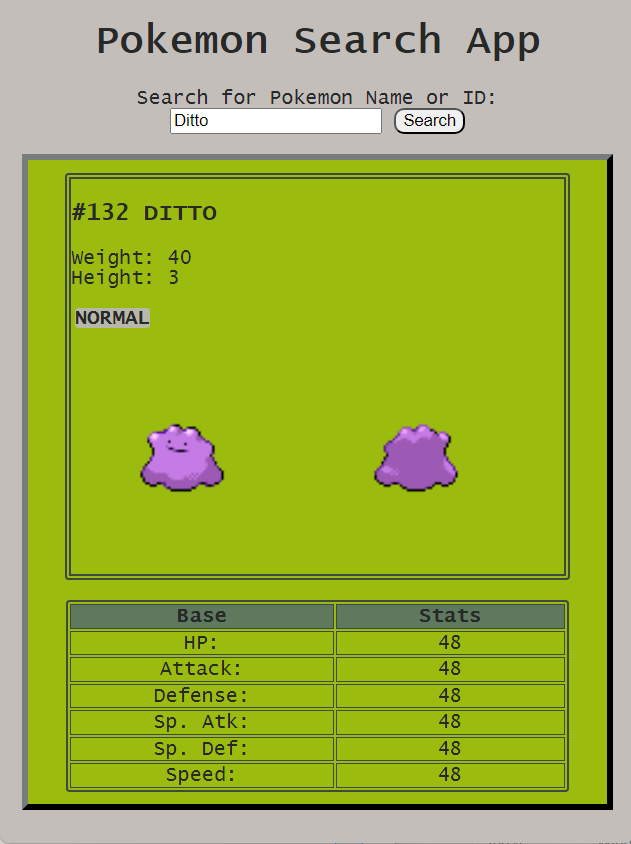 Pokemon Search App
Search for Pokemon Name or ID:
Ditto Search
#132 DITTO
Weight: 40
Height: 3
NORMAL
Base Stats
HP: 48
Attack: 48
Defense: 48
Sp. Atk: 48
Sp. Def: 48
Speed: 48